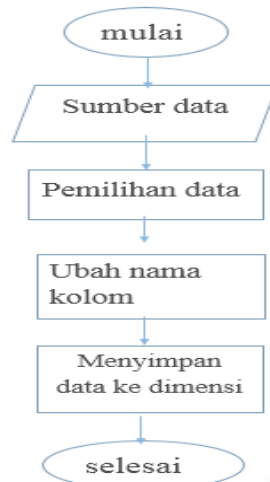 mulai
Sumber data
Pemilihan data
Ubah nama
kolom
Menyimpan
data ke dimensi
selesai